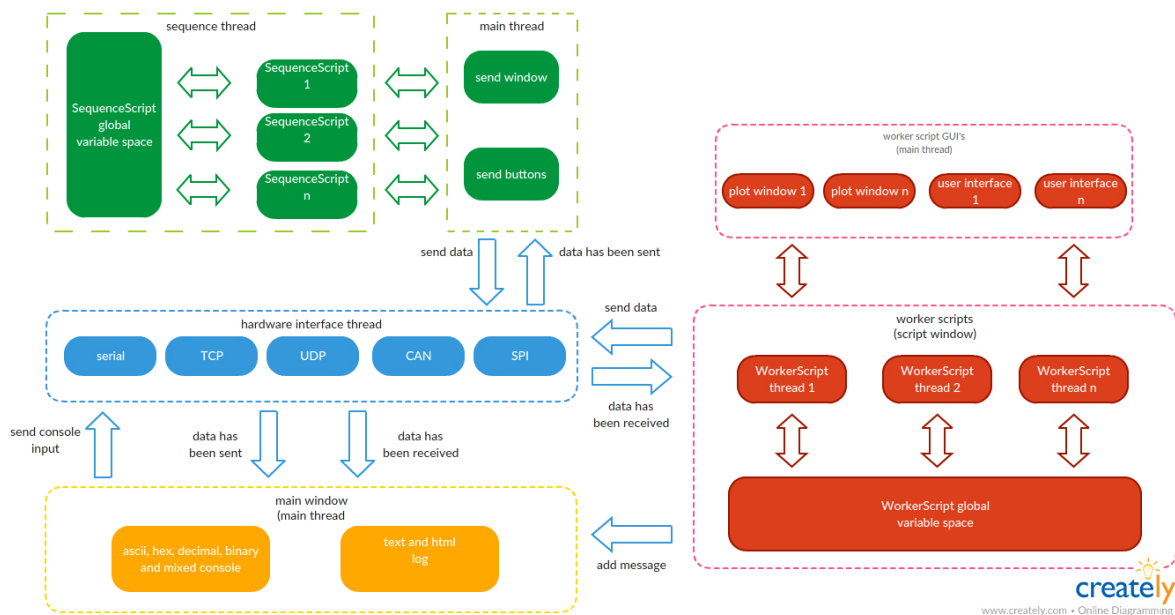 sequence thread
main thread
SequenceScript
global
variable space
SequenceScript
1
SequenceScript
2
SequenceScript
n
send window
send buttons
worker script GUI's
(main thread)
plot window 1
plot window n
user interface
1
user interface
n
send data
data has been sent
hardware interface thread
serial
TCP
UDP
CAN
SPI
send data
data has
been received
worker scripts
(script window)
WorkerScript
thread 1
WorkerScript
thread 2
WorkerScript
thread n
WorkerScript global
variable space
send console
input
data has
been sent
data has
been received
main window
(main thread
ascii, hex, decimal, binary
and mixed console
text and html
log
add message
creately
www.creately.com • Online Diagramming